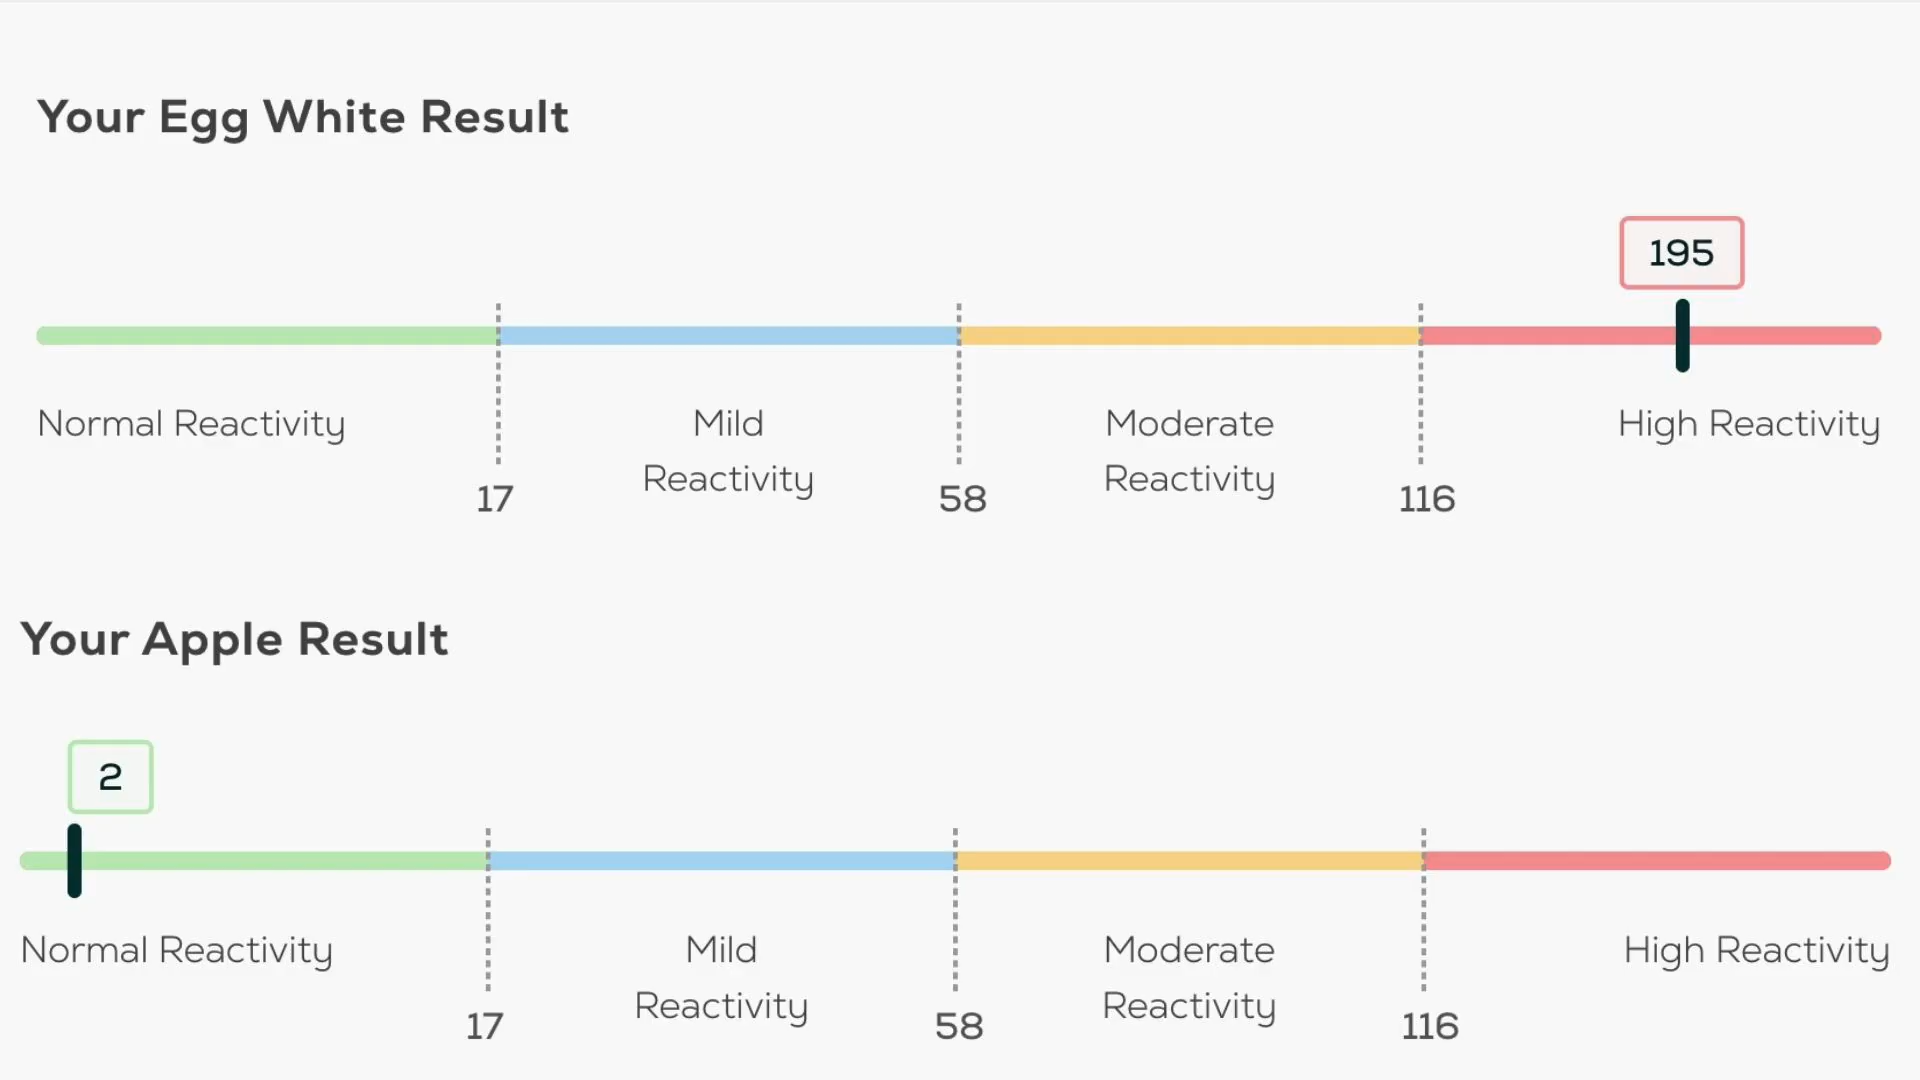 Your Egg White Result
195
Normal Reactivity
Mild
Reactivity
Moderate
Reactivity
High Reactivity
17
58
116
Your Apple Result
2
Normal Reactivity
Mild
Reactivity
Moderate
Reactivity
High Reactivity
17
58
116